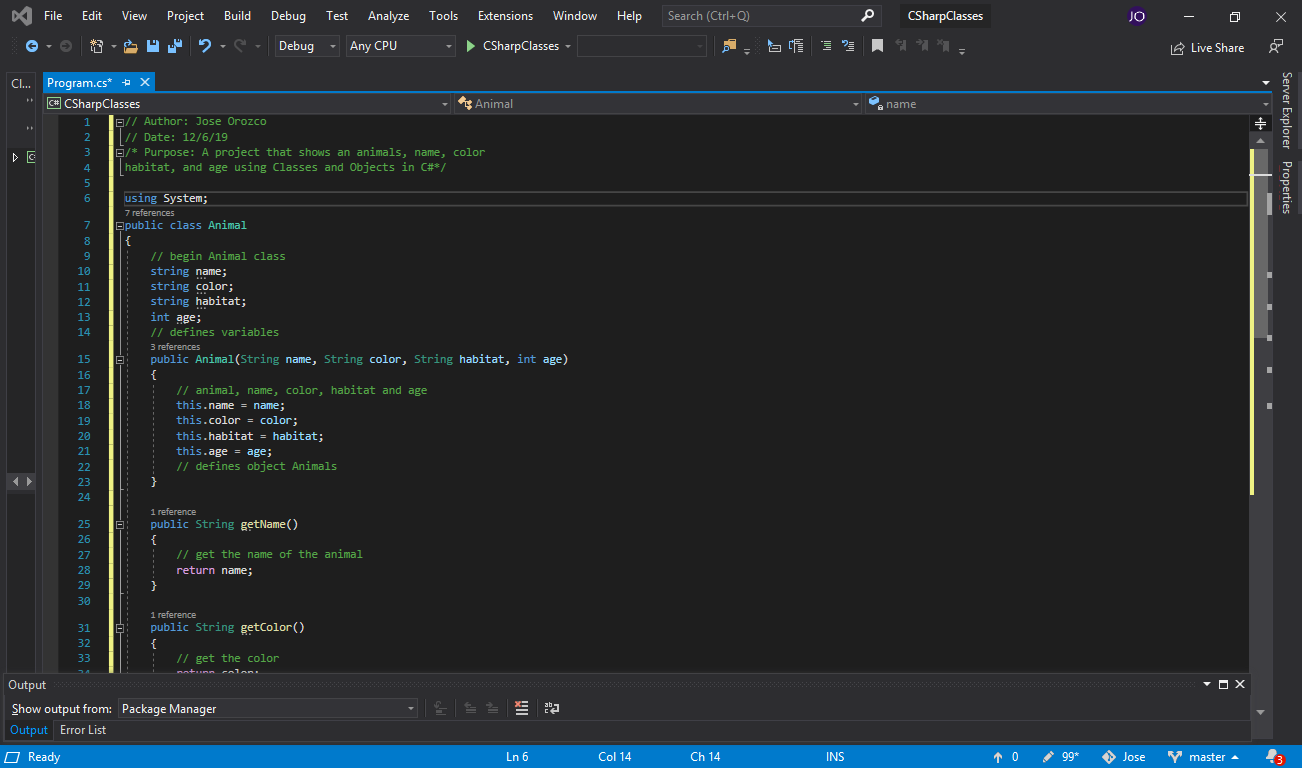 File Edit View Project Build Debug Test Analyze Tools Extensions Window Help Search (Ctrl+Q) CSharpClasses JO
Debug Any CPU CSharpClasses Live Share
Cl... Program.cs*
C# CSharpClasses Animal name
Server Explorer
Properties
1 // Author: Jose Orozco
2 // Date: 12/6/19
3 /* Purpose: A project that shows an animals, name, color
4 habitat, and age using Classes and Objects in C#*/
5
6 using System;
7 references
7 public class Animal
8 {
9 // begin Animal class
10 string name;
11 string color;
12 string habitat;
13 int age;
14 // defines variables
3 references
15 public Animal(String name, String color, String habitat, int age)
16 {
17 // animal, name, color, habitat and age
18 this.name = name;
19 this.color = color;
20 this.habitat = habitat;
21 this.age = age;
22 // defines object Animals
23 }
24
1 reference
25 public String getName()
26 {
27 // get the name of the animal
28 return name;
29 }
30
1 reference
31 public String getColor()
32 {
33 // get the color
34 return color;
Output
Show output from: Package Manager
Output Error List
Ready Ln 6 Col 14 Ch 14 INS 0 99* Jose master 3